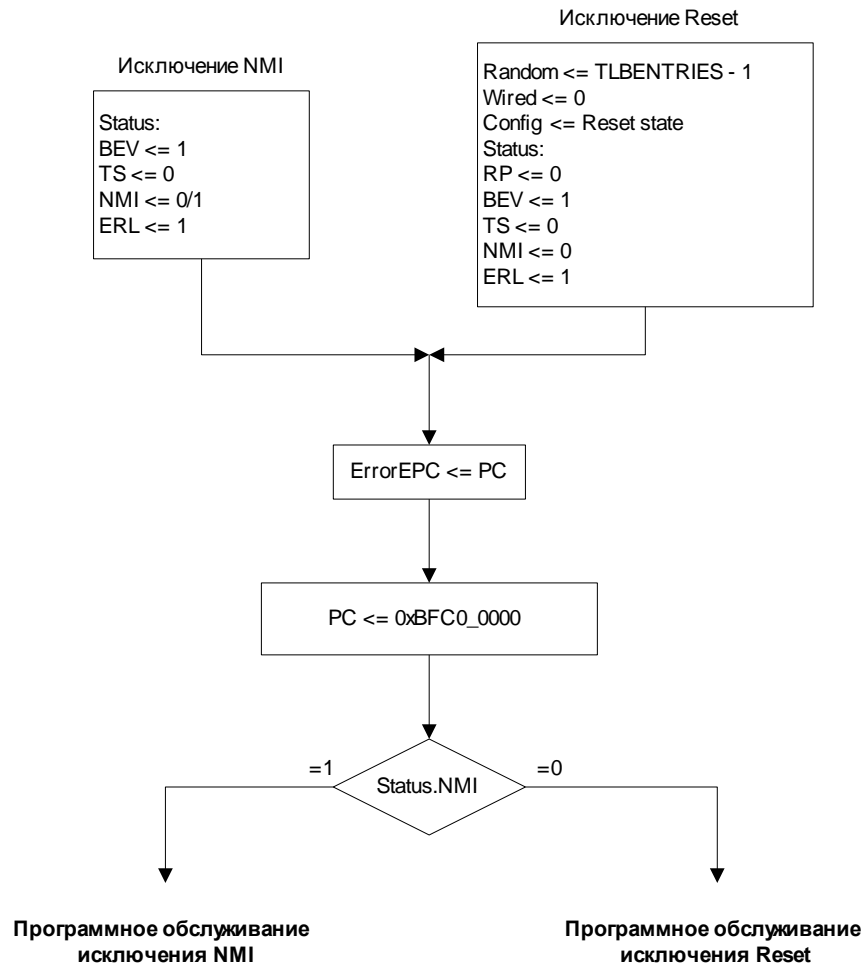 Исключение Reset
Исключение NMI
Status:
BEV <= 1
TS <= 0
NMI <= 0/1
ERL <= 1
Random <= TLBENTRIES - 1
Wired <= 0
Config <= Reset state
Status:
RP <= 0
BEV <= 1
TS <= 0
NMI <= 0
ERL <= 1
ErrorEPC <= PC
PC <= 0xBFC0_0000
=1
Status.NMI
=0
Программное обслуживание
исключения NMI
Программное обслуживание
исключения Reset